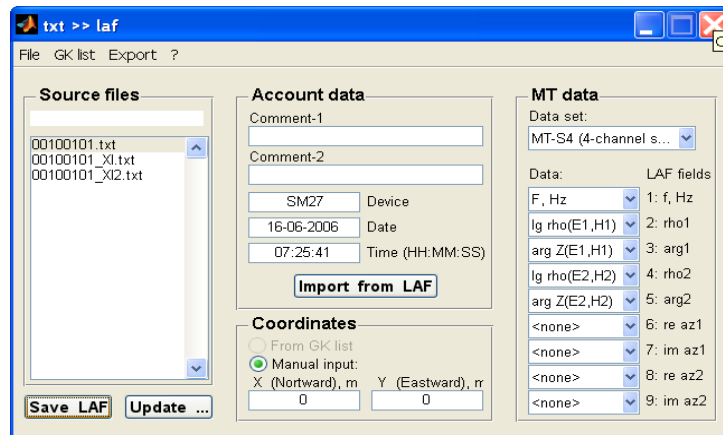 txt >> laf
File GK list Export ?
Source files
00100101.txt
00100101_XI.txt
00100101_XI2.txt
Save LAF Update ...
Account data
Comment-1
Comment-2
SM27 Device
16-06-2006 Date
07:25:41 Time (HH:MM:SS)
Import from LAF
Coordinates
From GK list
Manual input:
X (Nortward), m Y (Eastward), m
0 0
MT data
Data set:
MT-S4 (4-channel s...
Data: LAF fields
F, Hz 1: f, Hz
lg rho(E1,H1) 2: rho1
arg Z(E1,H1) 3: arg1
lg rho(E2,H2) 4: rho2
arg Z(E2,H2) 5: arg2
<none> 6: re az1
<none> 7: im az1
<none> 8: re az2
<none> 9: im az2